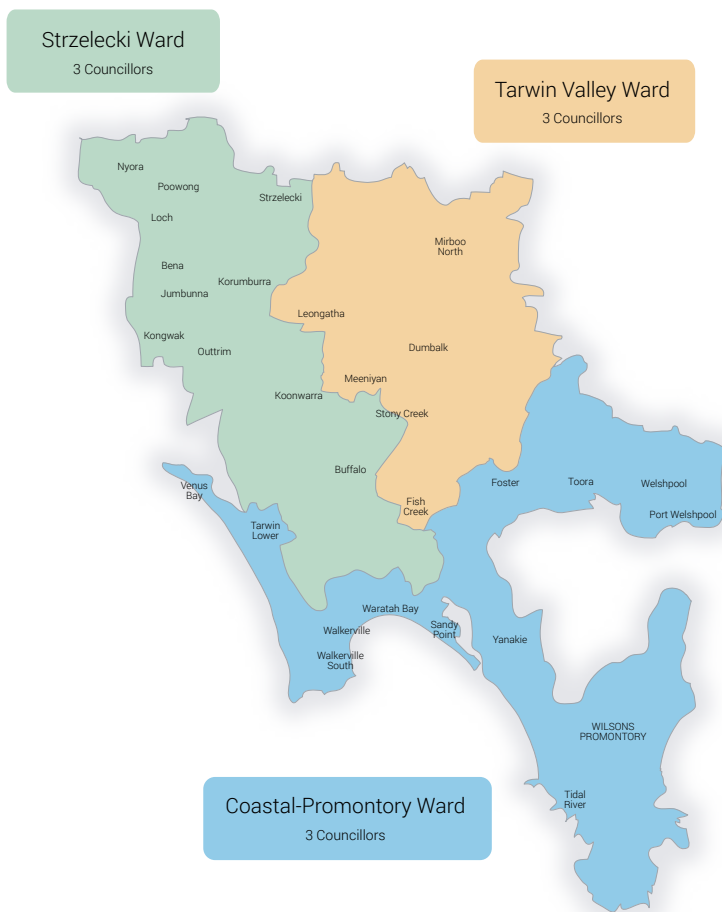 Strzelecki Ward
3 Councillors
Tarwin Valley Ward
3 Councillors
Nyora
Poowong
Strzelecki
Loch
Mirboo
North
Bena
Korumburra
Jumbunna
Leongatha
Kongwak
Outtrim
Dumbalk
Meeniyan
Koonwarra
Stony Creek
Buffalo
Venus
Bay
Foster
Toora
Welshpool
Fish
Creek
Port Welshpool
Tarwin
Lower
Waratah Bay
Walkerville
Sandy
Point
Yanakie
Walkerville
South
WILSONS
PROMONTORY
Tidal
River
Coastal-Promontory Ward
3 Councillors